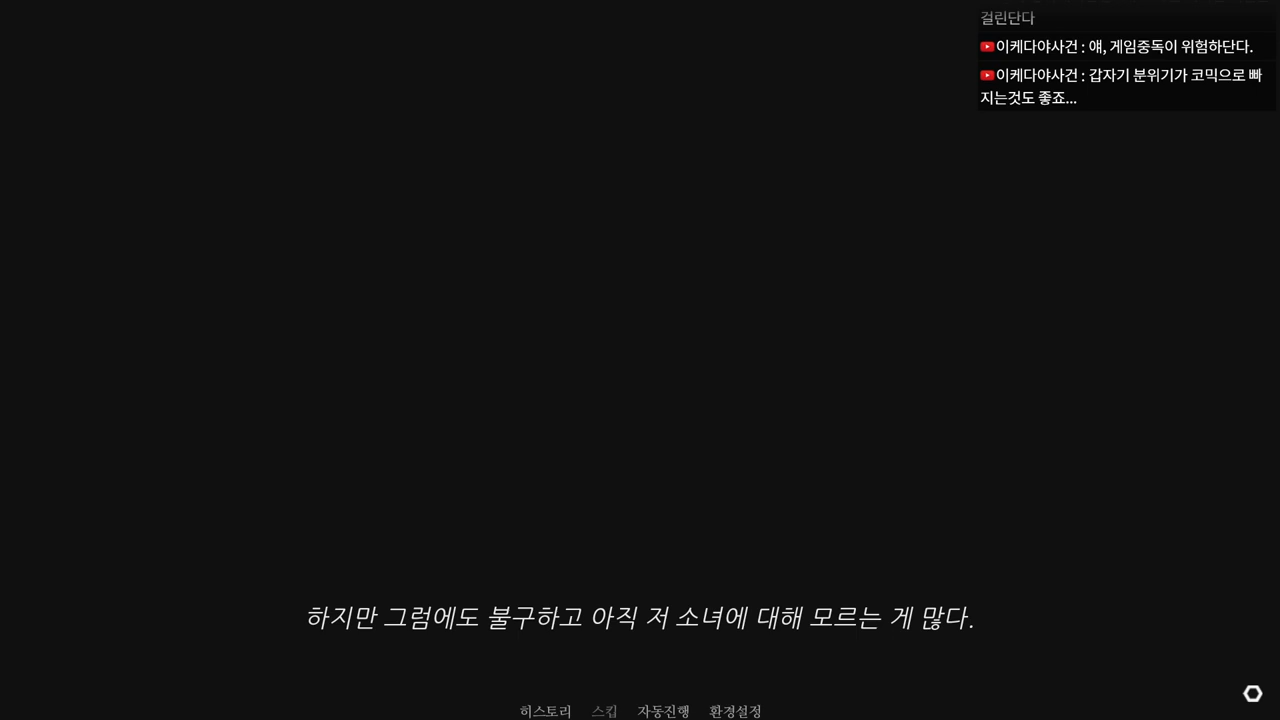 걸린단다
이케다야사건 : 얘, 게임중독이 위험하단다.
이케다야사건 : 갑자기 분위기가 코믹으로 빠
지는것도 좋죠...
하지만 그럼에도 불구하고 아직 저 소녀에 대해 모르는 게 많다.
히스토리 스킵 자동진행 환경설정